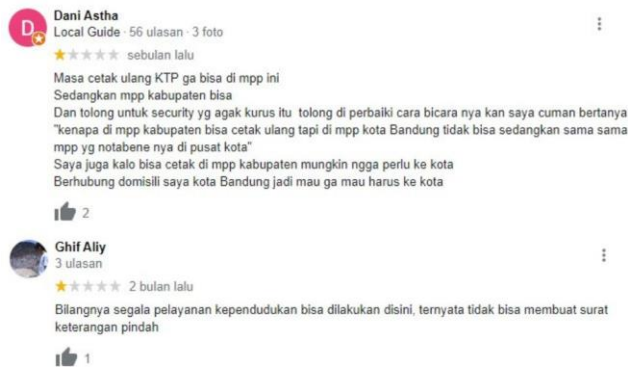 D
Dani Astha
Local Guide · 56 ulasan · 3 foto
sebulan lalu
Masa cetak ulang KTP ga bisa di mpp ini
Sedangkan mpp kabupaten bisa
Dan tolong untuk security yg agak kurus itu tolong di perbaiki cara bicara nya kan saya cuman bertanya
"kenapa di mpp kabupaten bisa cetak ulang tapi di mpp kota Bandung tidak bisa sedangkan sama sama
mpp yg notabene nya di pusat kota"
Saya juga kalo bisa cetak di mpp kabupaten mungkin ngga perlu ke kota
Berhubung domisili saya kota Bandung jadi mau ga mau harus ke kota
2
Ghif Aliy
3 ulasan
2 bulan lalu
Bilangnya segala pelayanan kependudukan bisa dilakukan disini, ternyata tidak bisa membuat surat
keterangan pindah
1